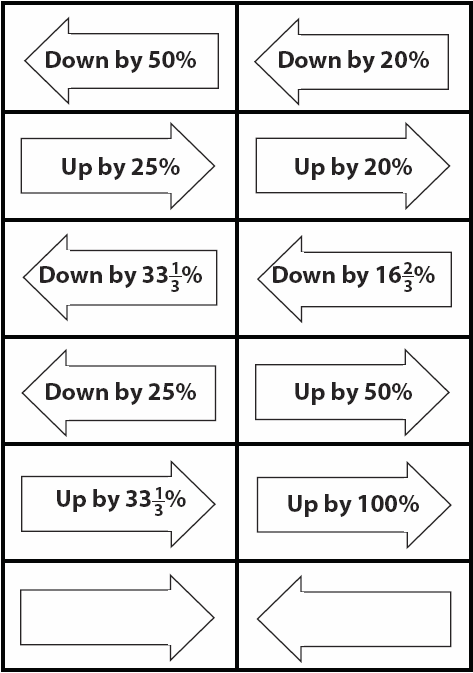 Down by 50%
Down by 20%
Up by 25%
Up by 20%
Down by 33⅓%
Down by 16⅔%
Down by 25%
Up by 50%
Up by 33⅓%
Up by 100%